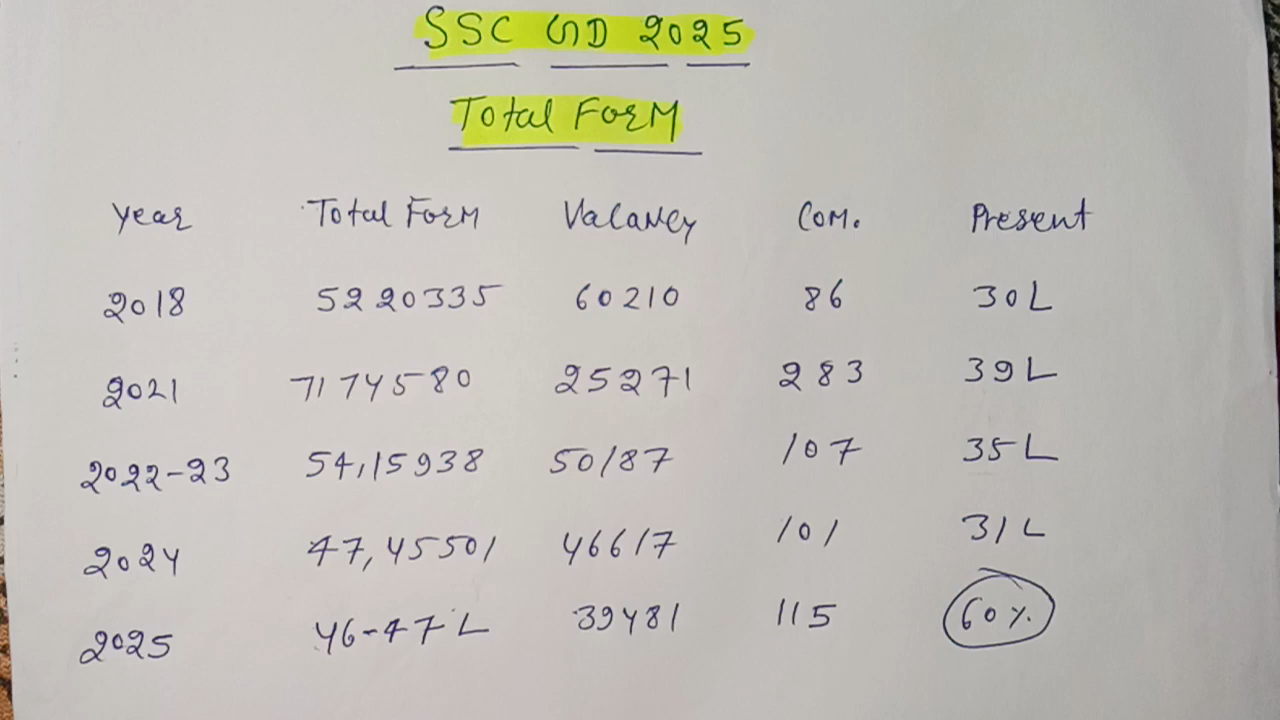 SSC GD 2025
Total Form
Year Total Form Vacancy Com. Present
2018 5220335 60210 86 30L
2021 7174580 25271 283 39L
2022-23 54,15938 50187 107 35L
2024 47,45501 46617 101 31L
2025 46-47L 39481 115 60%.